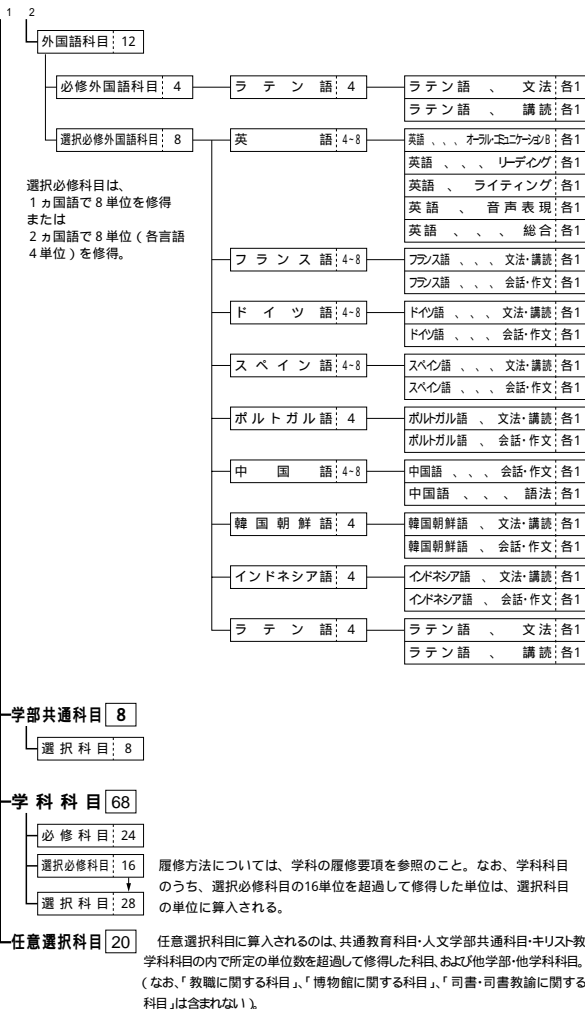 1 2
外国語科目 12
必修外国語科目 4
ラテン語 4
ラテン語 、 文法 各1
ラテン語 、 講読 各1
選択必修外国語科目 8
選択必修科目は、
1ヵ国語で8単位を修得
または
2ヵ国語で8単位(各言語
4単位)を修得。
英語 4~8
英語 、、、 オーラル・コミュニケーションB 各1
英語 、、、 リーディング 各1
英語 、 ライティング 各1
英語 、 音声表現 各1
英語 、、、 総合 各1
フランス語 4~8
フランス語 、、、 文法・講読 各1
フランス語 、、、 会話・作文 各1
ドイツ語 4~8
ドイツ語 、、、 文法・講読 各1
ドイツ語 、、、 会話・作文 各1
スペイン語 4~8
スペイン語 、、、 文法・講読 各1
スペイン語 、、、 会話・作文 各1
ポルトガル語 4
ポルトガル語 、 文法・講読 各1
ポルトガル語 、 会話・作文 各1
中国語 4~8
中国語 、、、 会話・作文 各1
中国語 、、、 語法 各1
韓国朝鮮語 4
韓国朝鮮語 、 文法・講読 各1
韓国朝鮮語 、 会話・作文 各1
インドネシア語 4
インドネシア語 、 文法・講読 各1
インドネシア語 、 会話・作文 各1
ラテン語 4
ラテン語 、 文法 各1
ラテン語 、 講読 各1
学部共通科目 8
選択科目 8
学科科目 68
必修科目 24
選択必修科目 16
選択科目 28
履修方法については、学科の履修要項を参照のこと。なお、学科科目
のうち、選択必修科目の16単位を超過して修得した単位は、選択科目
の単位に算入される。
任意選択科目 20
任意選択科目に算入されるのは、共通教育科目・人文学部共通科目・キリスト教
学科科目の内で所定の単位数を超過して修得した科目、および他学部・他学科科目。
(なお、「教職に関する科目」、「博物館に関する科目」、「司書・司書教諭に関する
科目」は含まれない)。